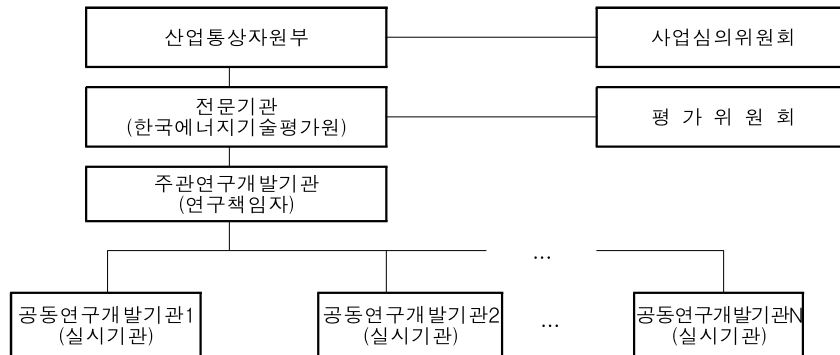 산업통상자원부
사업심의위원회
전문기관
(한국에너지기술평가원)
평 가 위 원 회
주관연구개발기관
(연구책임자)
...
공동연구개발기관1
(실시기관)
공동연구개발기관2
(실시기관)
...
공동연구개발기관N
(실시기관)